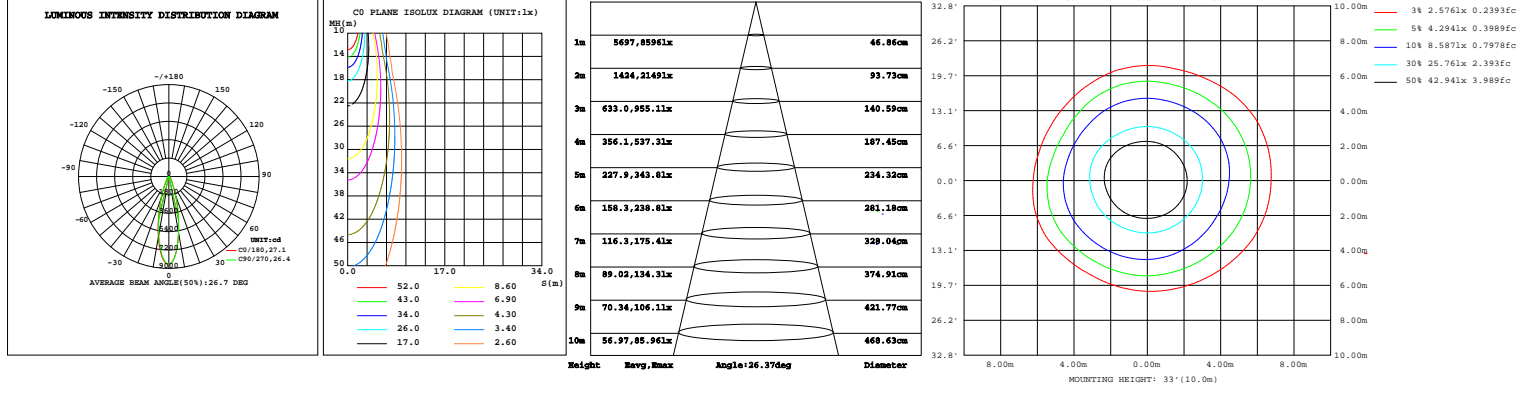 LUMINOUS INTENSITY DISTRIBUTION DIAGRAM
-/+180
-150 150
-120 120
-90 90
-60 60
-30 30
0
0
1800
3600
5400
7200
9000
UNIT:cd
C0/180,27.1
C90/270,26.4
AVERAGE BEAM ANGLE(50%):26.7 DEG
C0 PLANE ISOLUX DIAGRAM (UNIT:lx)
MH(m)
10
14
18
22
26
30
34
38
42
46
50
0.0 17.0 34.0
S(m)
52.0 8.60
43.0 6.90
34.0 4.30
26.0 3.40
17.0 2.60
1m 5697,8596lx 46.86cm
2m 1424,2149lx 93.73cm
3m 633.0,955.1lx 140.59cm
4m 356.1,537.3lx 187.45cm
5m 227.9,343.8lx 234.32cm
6m 158.3,238.8lx 281.18cm
7m 116.3,175.4lx 328.04cm
8m 89.02,134.3lx 374.91cm
9m 70.34,106.1lx 421.77cm
10m 56.97,85.96lx 468.63cm
Height Eavg,Emax Angle:26.37deg Diameter
32.8' 10.00m
26.2' 8.00m
19.7' 6.00m
13.1' 4.00m
6.6' 2.00m
0.0' 0.00m
6.6' 2.00m
13.1' 4.00m
19.7' 6.00m
26.2' 8.00m
32.8' 10.00m
8.00m 4.00m 0.00m 4.00m 8.00m
MOUNTING HEIGHT: 33'(10.0m)
3% 2.576lx 0.2393fc
5% 4.294lx 0.3989fc
10% 8.587lx 0.7978fc
30% 25.76lx 2.393fc
50% 42.94lx 3.989fc